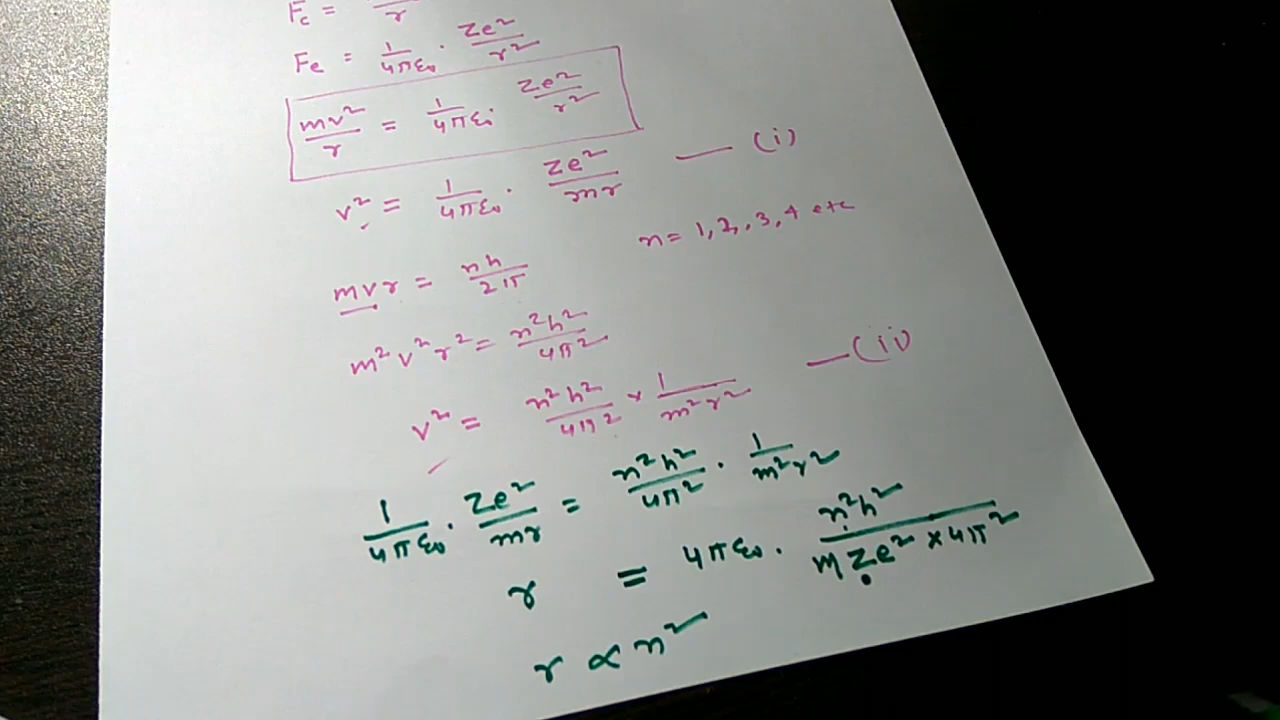 Fc = / r
Fe = 1/4πε₀ · Ze²/r²
mv²/r = 1/4πε₀ · Ze²/r²
v² = 1/4πε₀ · Ze²/mr — (i)
n = 1, 2, 3, 4 etc
mvr = nh/2π
m²v²r² = n²h²/4π²
v² = n²h²/4π² × 1/m²r² — (ii)
1/4πε₀ · Ze²/mr = n²h²/4π² · 1/m²r²
r = 4πε₀ · n²h²/mZe² × 4π²
r ∝ n²